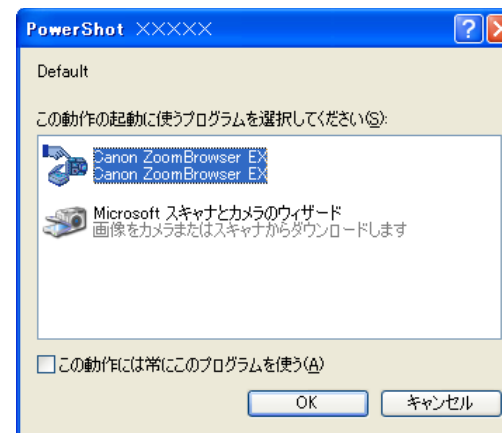 PowerShot ×××××
Default
この動作の起動に使うプログラムを選択してください(S):
Canon ZoomBrowser EX
Canon ZoomBrowser EX
Microsoft スキャナとカメラのウィザード
画像をカメラまたはスキャナからダウンロードします
この動作には常にこのプログラムを使う(A)
OK キャンセル